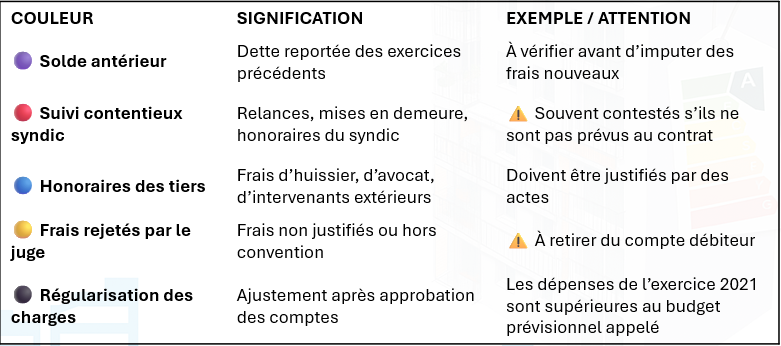 COULEUR SIGNIFICATION EXEMPLE / ATTENTION
Solde antérieur
Dette reportée des exercices
précédents
À vérifier avant d’imputer des
frais nouveaux
Suivi contentieux
syndic
Relances, mises en demeure,
honoraires du syndic
⚠️ Souvent contestés s’ils ne
sont pas prévus au contrat
Honoraires des tiers
Frais d’huissier, d’avocat,
d’intervenants extérieurs
Doivent être justifiés par des
actes
Frais rejetés par le
juge
Frais non justifiés ou hors
convention
⚠️ À retirer du compte débiteur
Régularisation des
charges
Ajustement après approbation
des comptes
Les dépenses de l’exercice 2021
sont supérieures au budget
prévisionnel appelé
A